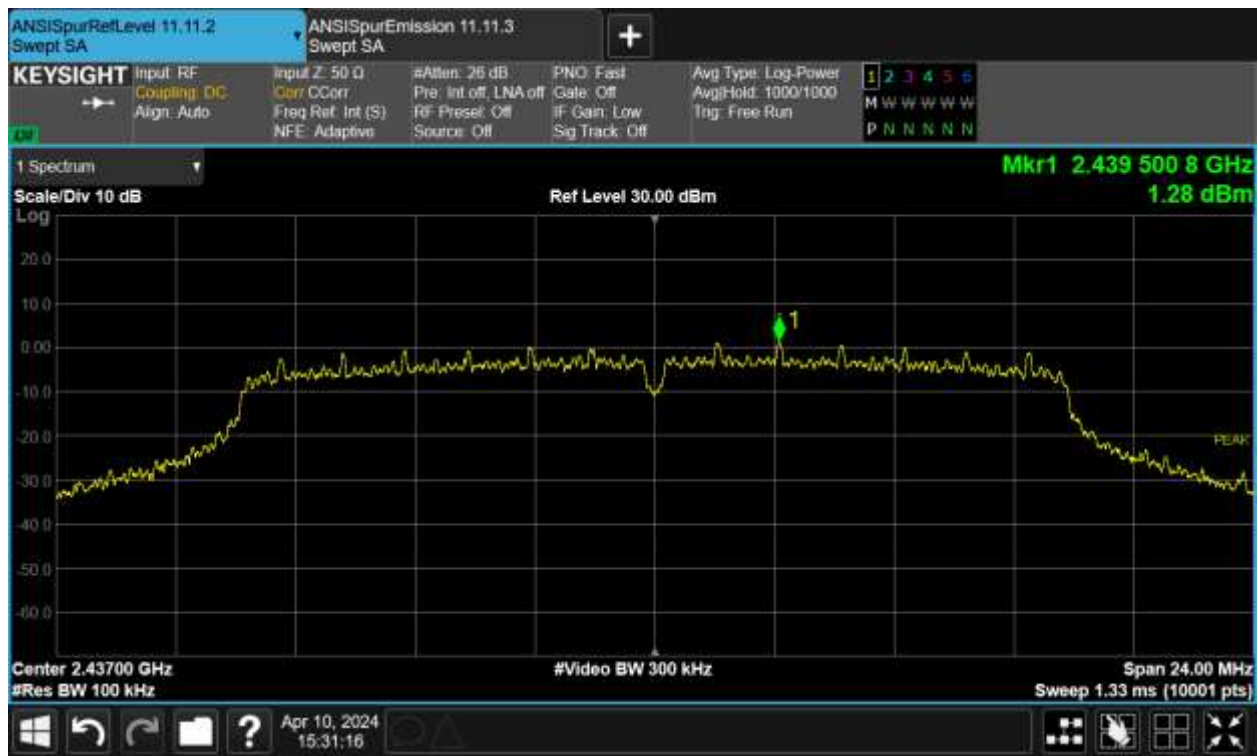 ANSISpurRefLevel 11.11.2
Swept SA
ANSISpurEmission 11.11.3
Swept SA
+
KEYSIGHT
Input: RF
Coupling: DC
Align: Auto
Input Z: 50 Ω
Corr CCorr
Freq Ref: Int (S)
NFE: Adaptive
#Atten: 26 dB
Pre: Int off, LNA off
RF Presel: Off
Source: Off
PNO: Fast
Gate: Off
IF Gain: Low
Sig Track: Off
Avg Type: Log-Power
Avg|Hold: 1000/1000
Trig: Free Run
1 2 3 4 5 6
M W W W W W W
P N N N N N N
1 Spectrum
Mkr1 2.439 500 8 GHz
Scale/Div 10 dB
Ref Level 30.00 dBm
1.28 dBm
Log
20.0
10.0
1
0.00
-10.0
-20.0
PEAK
-30.0
-40.0
-50.0
-60.0
Center 2.43700 GHz
#Video BW 300 kHz
Span 24.00 MHz
#Res BW 100 kHz
Sweep 1.33 ms (10001 pts)
?
Apr 10, 2024
15:31:16